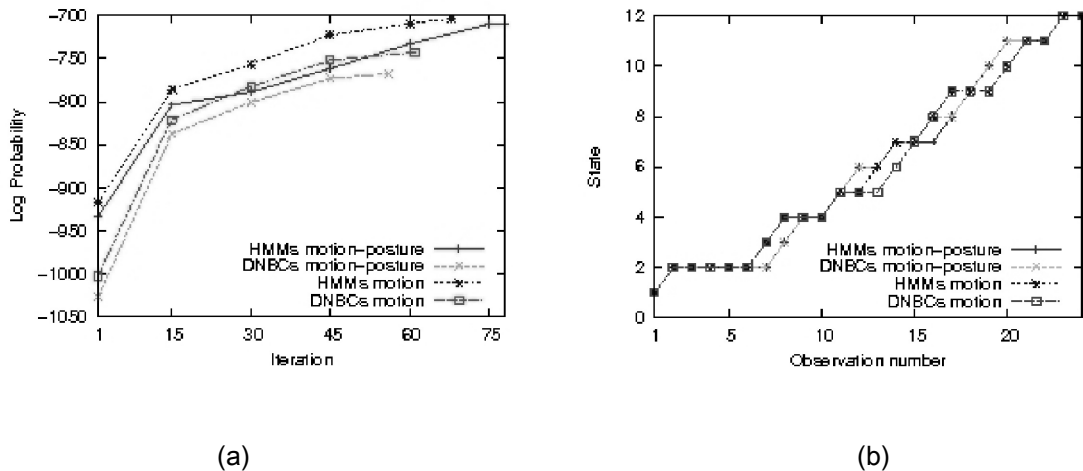 -700
-750
-800
-850
-900
-950
-1000
-1050
Log Probability
1 15 30 45 60 75
Iteration
HMMs motion-posture
DNBCs motion-posture
HMMs motion
DNBCs motion
12
10
8
6
4
2
0
State
1 5 10 15 20
Observation number
HMMs motion-posture
DNBCs motion-posture
HMMs motion
DNBCs motion
(a) (b)